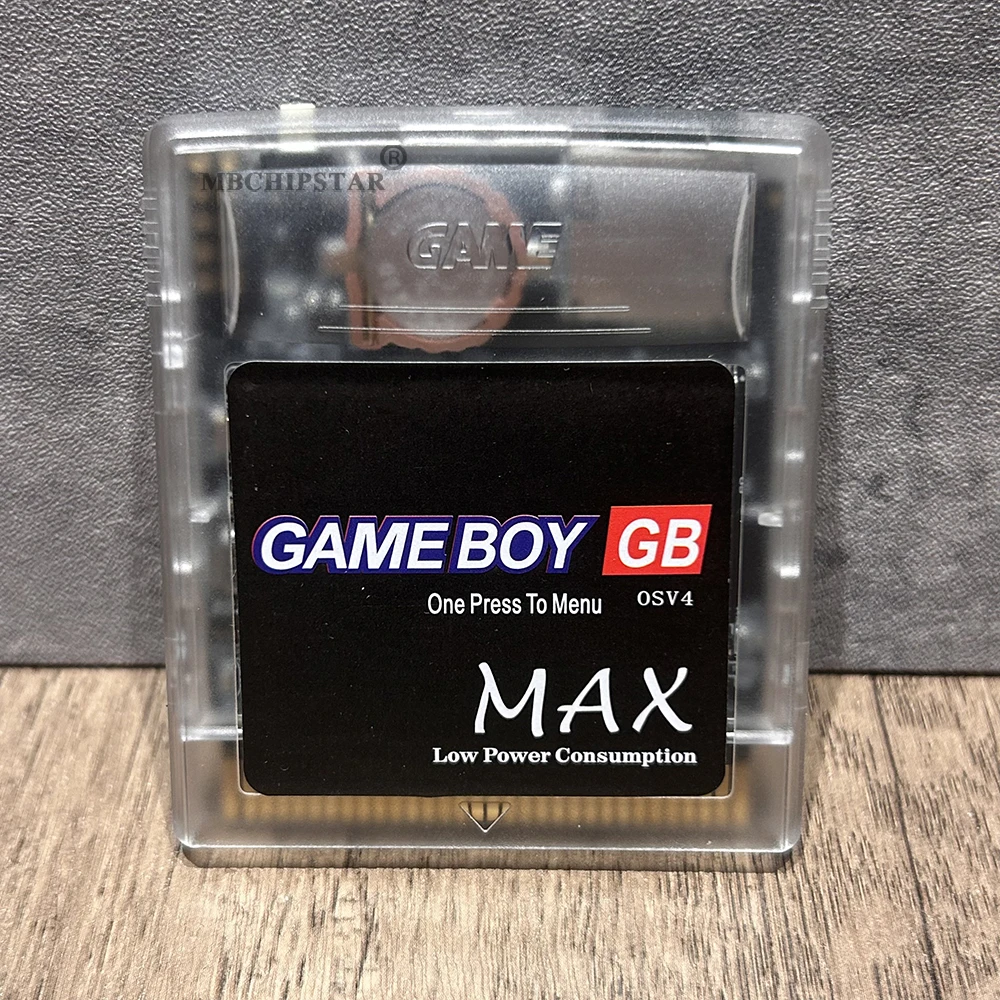 MBCHIPSTAR®
GAME
GAME BOY GB
One Press To Menu OSV4
MAX
Low Power Consumption